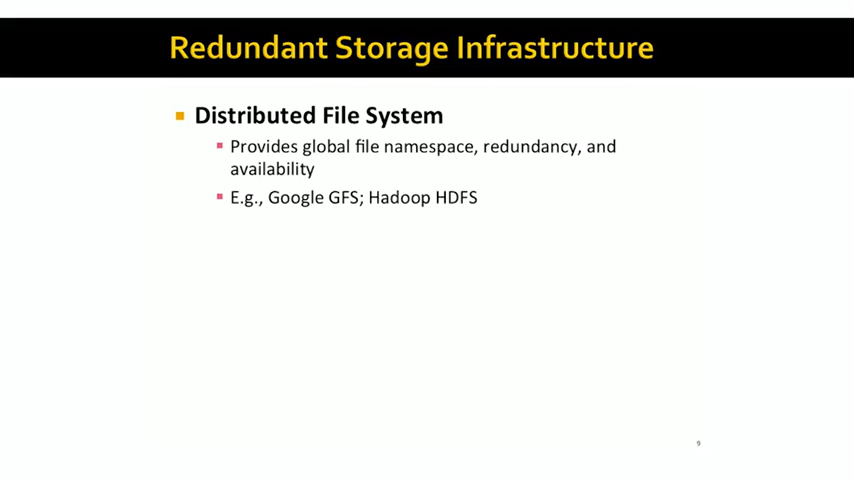 Redundant Storage Infrastructure
Distributed File System
Provides global file namespace, redundancy, and
availability
E.g., Google GFS; Hadoop HDFS
9